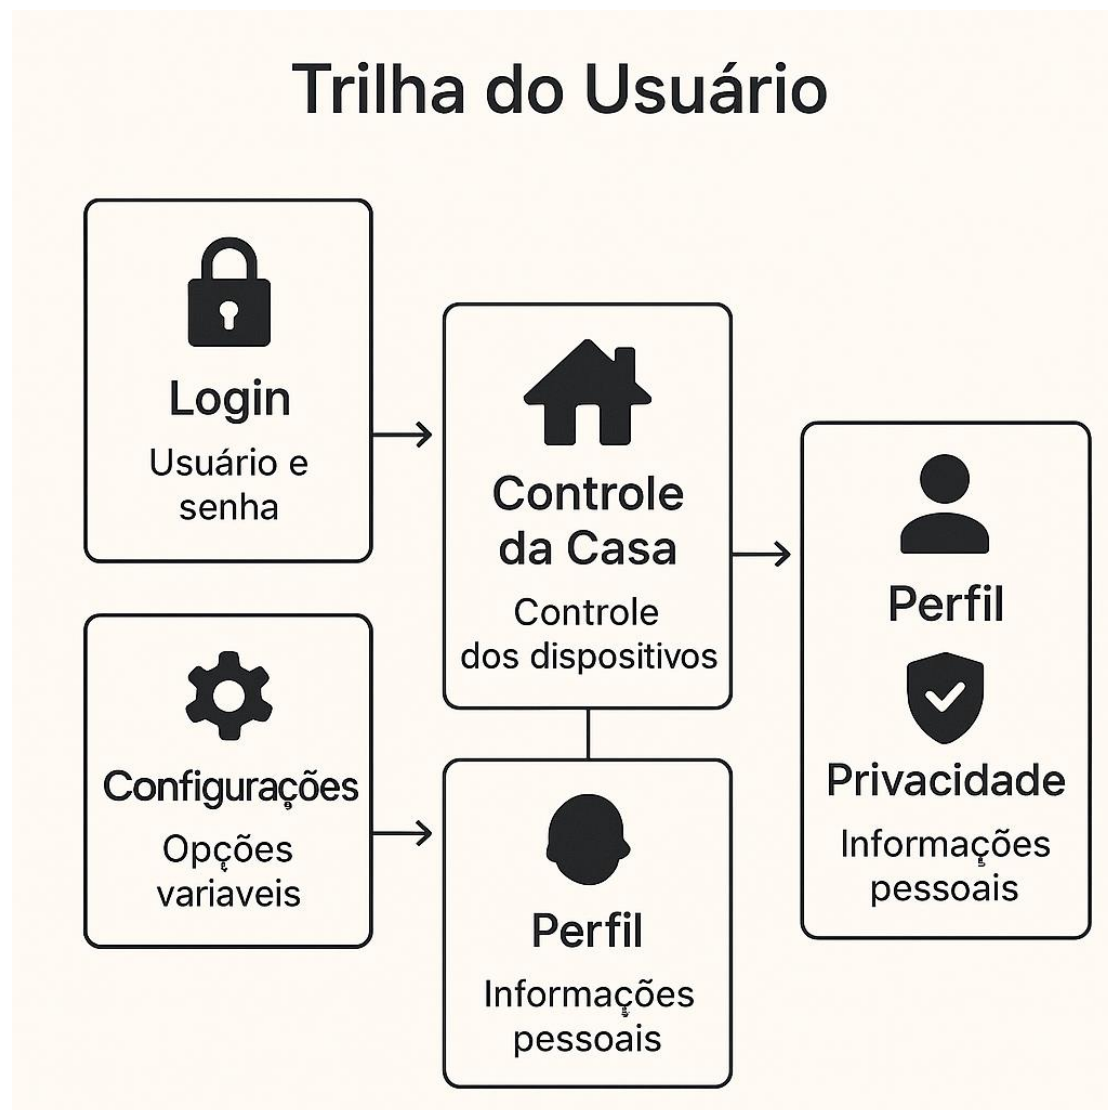 Trilha do Usuário
Login
Usuário e
senha
Controle
da Casa
Controle
dos dispositivos
Perfil
Privacidade
Informações
pessoais
Configurações
Opções
variaveis
Perfil
Informações
pessoais